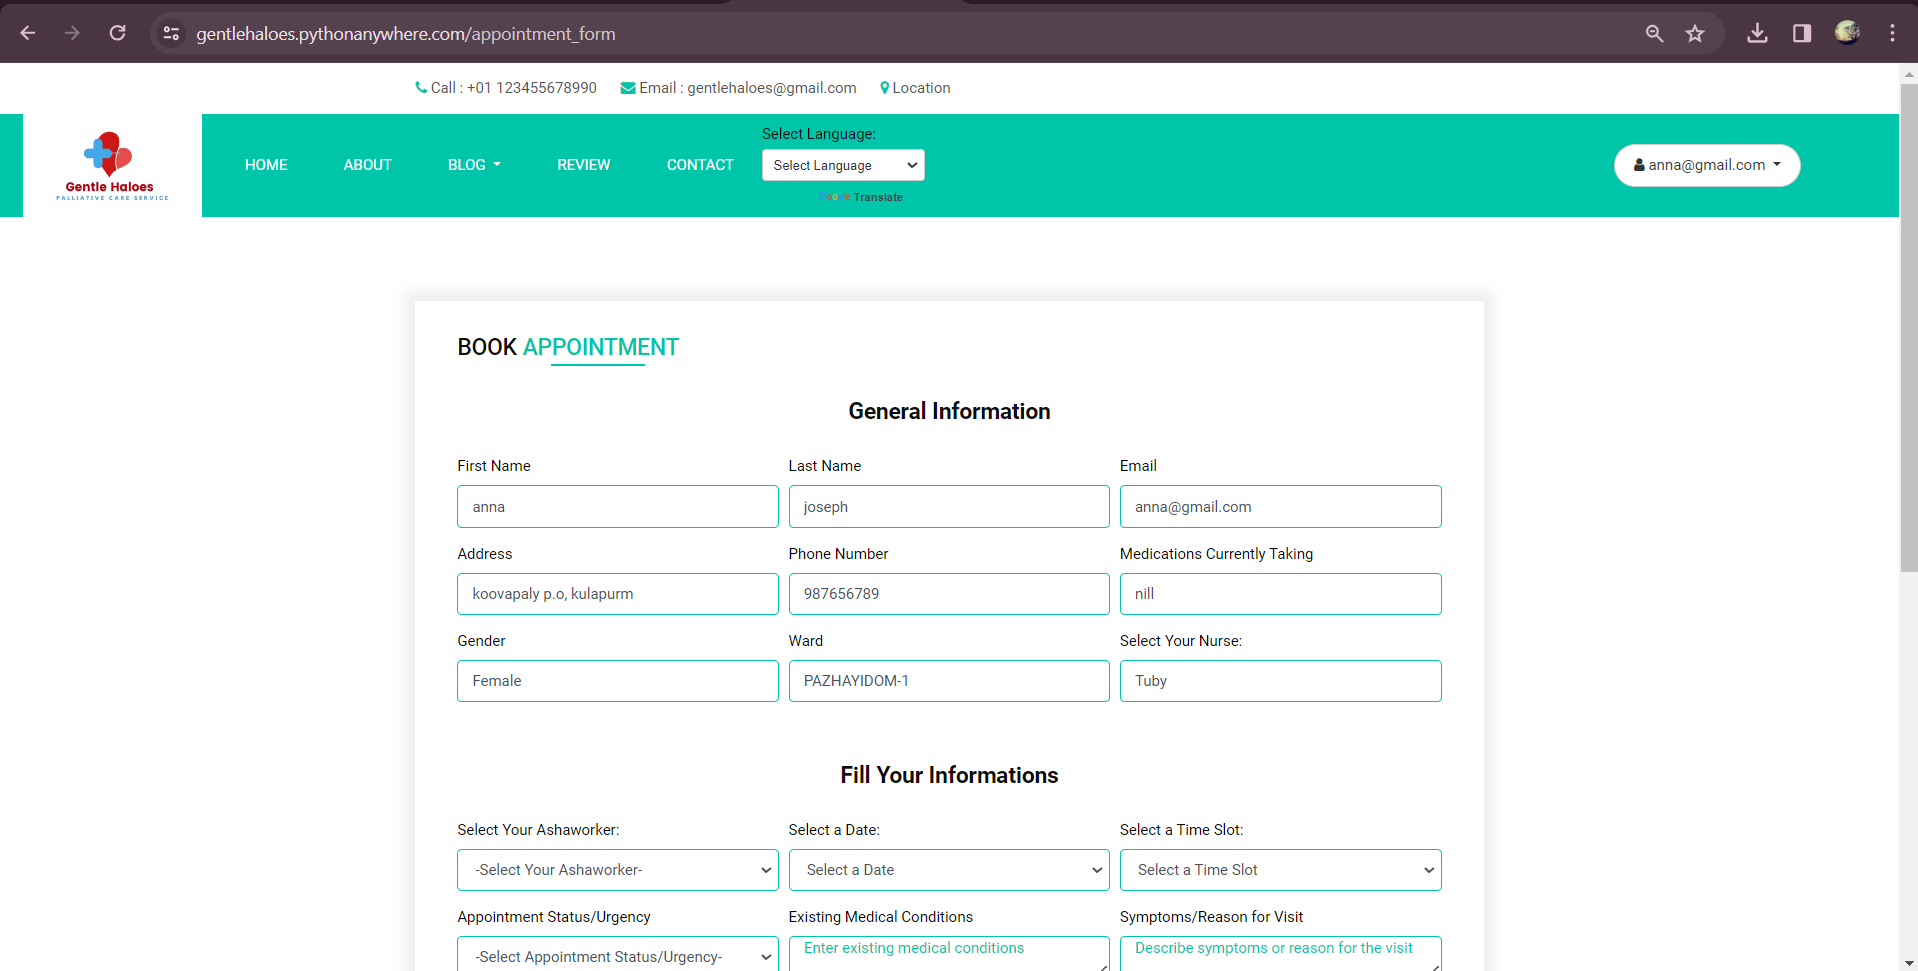 gentlehaloes.pythonanywhere.com/appointment_form
Call : +01 123455678990 Email : gentlehaloes@gmail.com Location
Select Language:
HOME ABOUT BLOG REVIEW CONTACT Select Language anna@gmail.com
Gentle Haloes
PALLIATIVE CARE SERVICE
Google Translate
BOOK APPOINTMENT
General Information
First Name Last Name Email
anna joseph anna@gmail.com
Address Phone Number Medications Currently Taking
koovapaly p.o, kulapurm 987656789 nill
Gender Ward Select Your Nurse:
Female PAZHAYIDOM-1 Tuby
Fill Your Informations
Select Your Ashaworker: Select a Date: Select a Time Slot:
-Select Your Ashaworker- Select a Date Select a Time Slot
Appointment Status/Urgency Existing Medical Conditions Symptoms/Reason for Visit
-Select Appointment Status/Urgency- Enter existing medical conditions Describe symptoms or reason for the visit